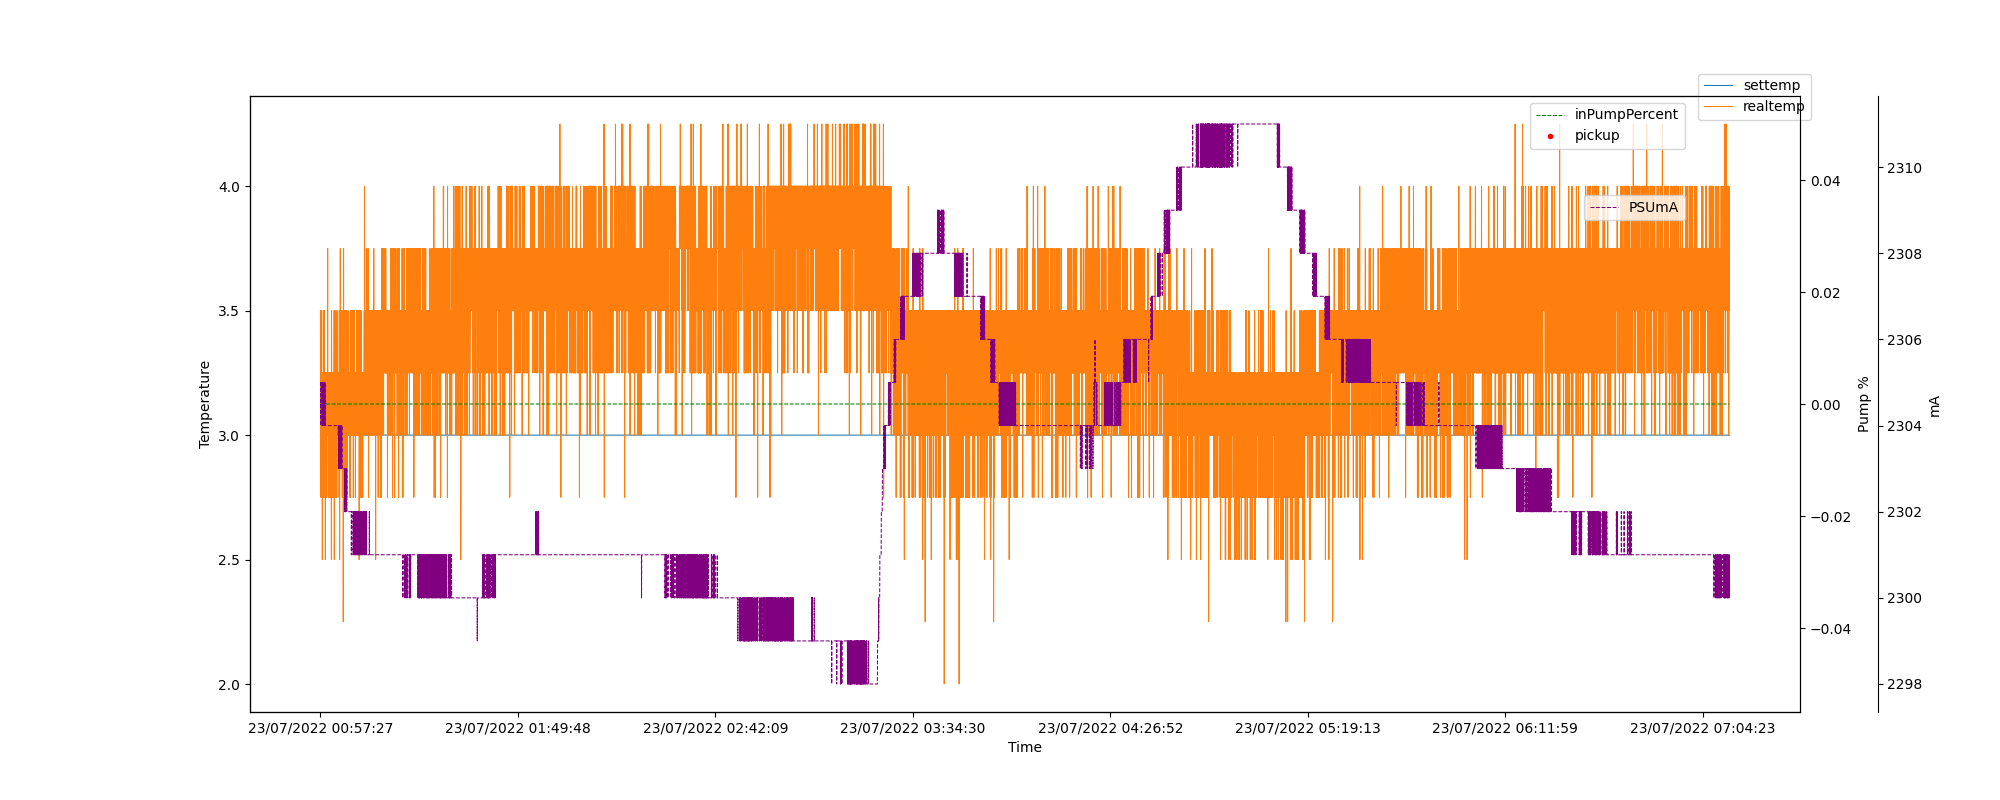 settemp
realtemp
inPumpPercent
pickup
PSUmA
Temperature
4.0
3.5
3.0
2.5
2.0
0.04
0.02
0.00
−0.02
−0.04
Pump %
2310
2308
2306
2304
2302
2300
2298
mA
23/07/2022 00:57:27
23/07/2022 01:49:48
23/07/2022 02:42:09
23/07/2022 03:34:30
23/07/2022 04:26:52
23/07/2022 05:19:13
23/07/2022 06:11:59
23/07/2022 07:04:23
Time